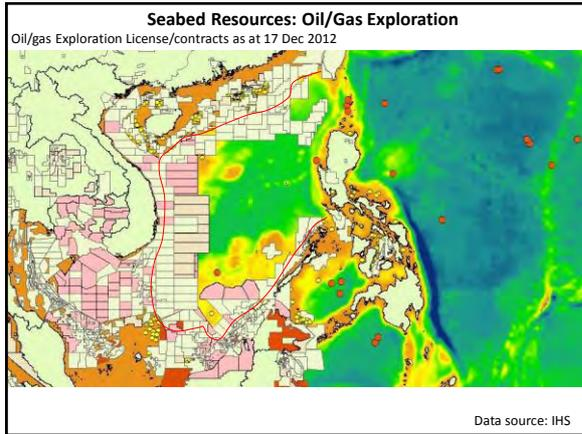 Seabed Resources: Oil/Gas Exploration
Oil/gas Exploration License/contracts as at 17 Dec 2012
Data source: IHS